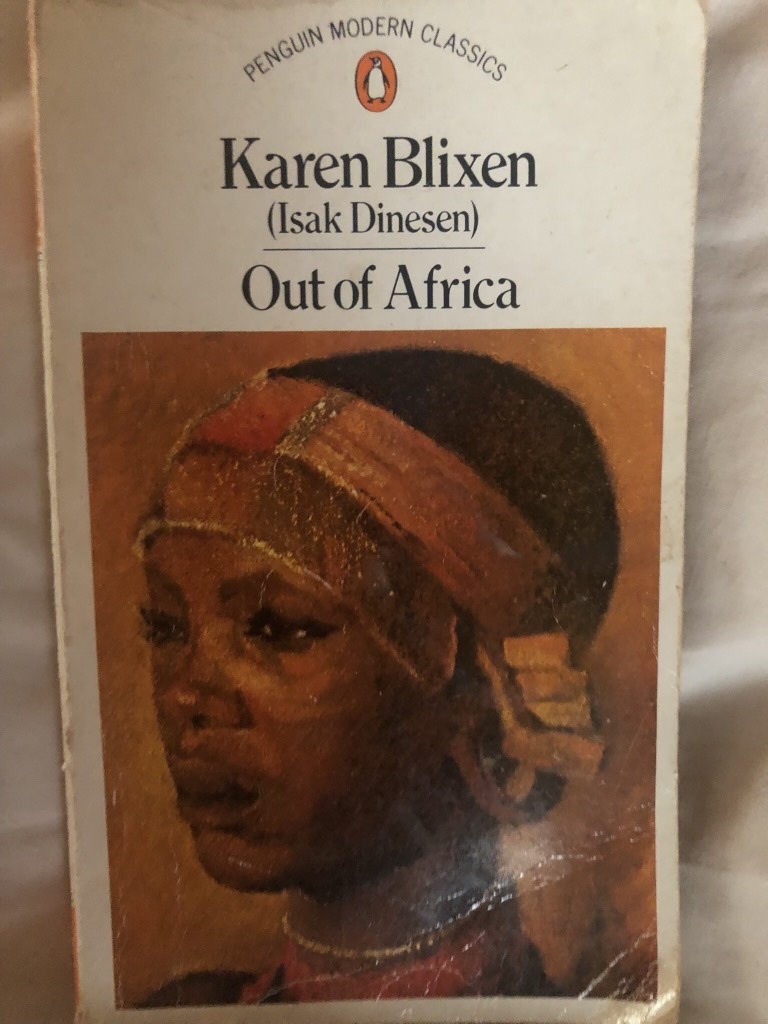 PENGUIN MODERN CLASSICS
Karen Blixen
(Isak Dinesen)
Out of Africa